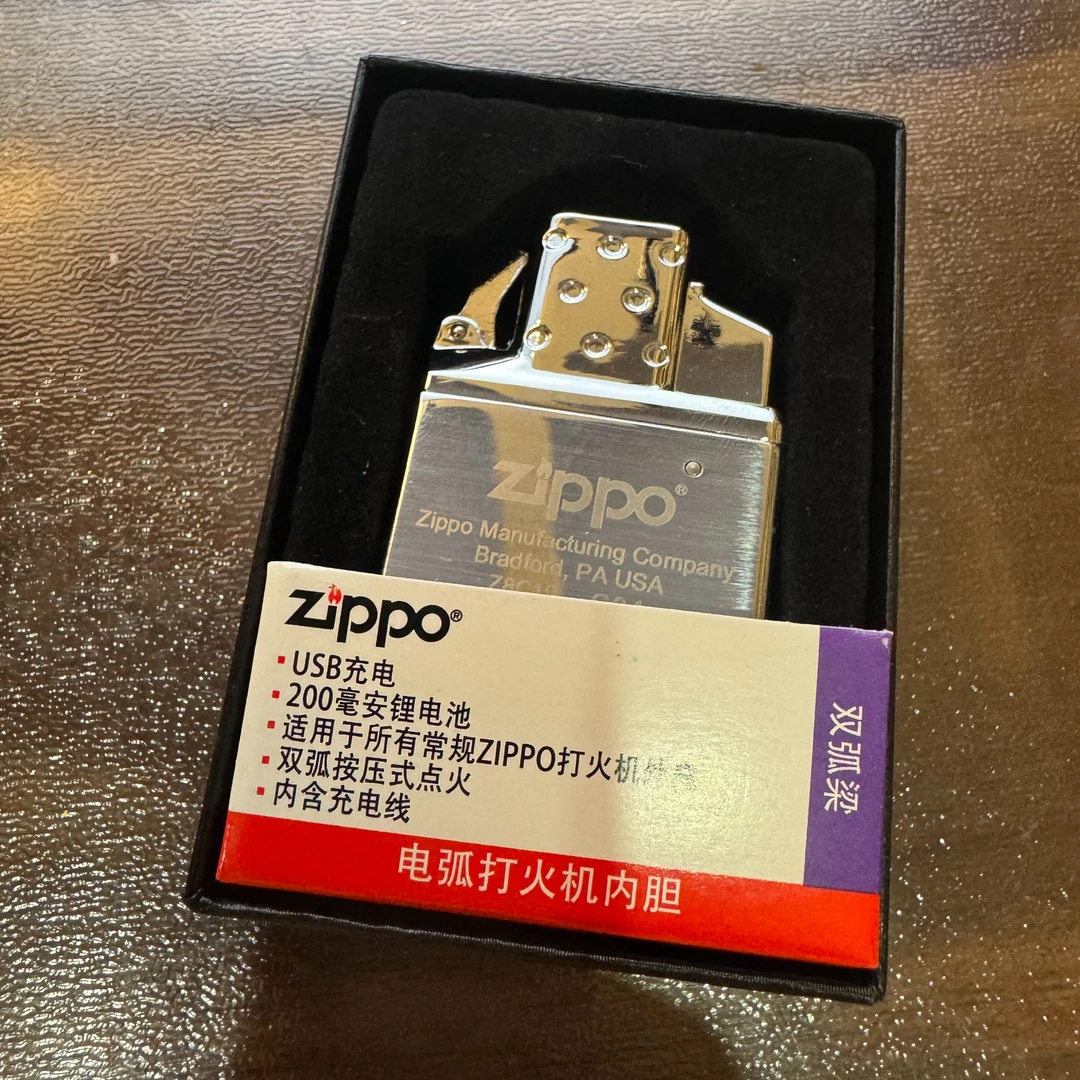 Zippo®
Zippo Manufacturing Company
Bradford, PA USA
Zippo®
USB充电
200毫安锂电池
适用于所有常规ZIPPO打火机外壳
双弧按压式点火
内含充电线
双弧梁
电弧打火机内胆